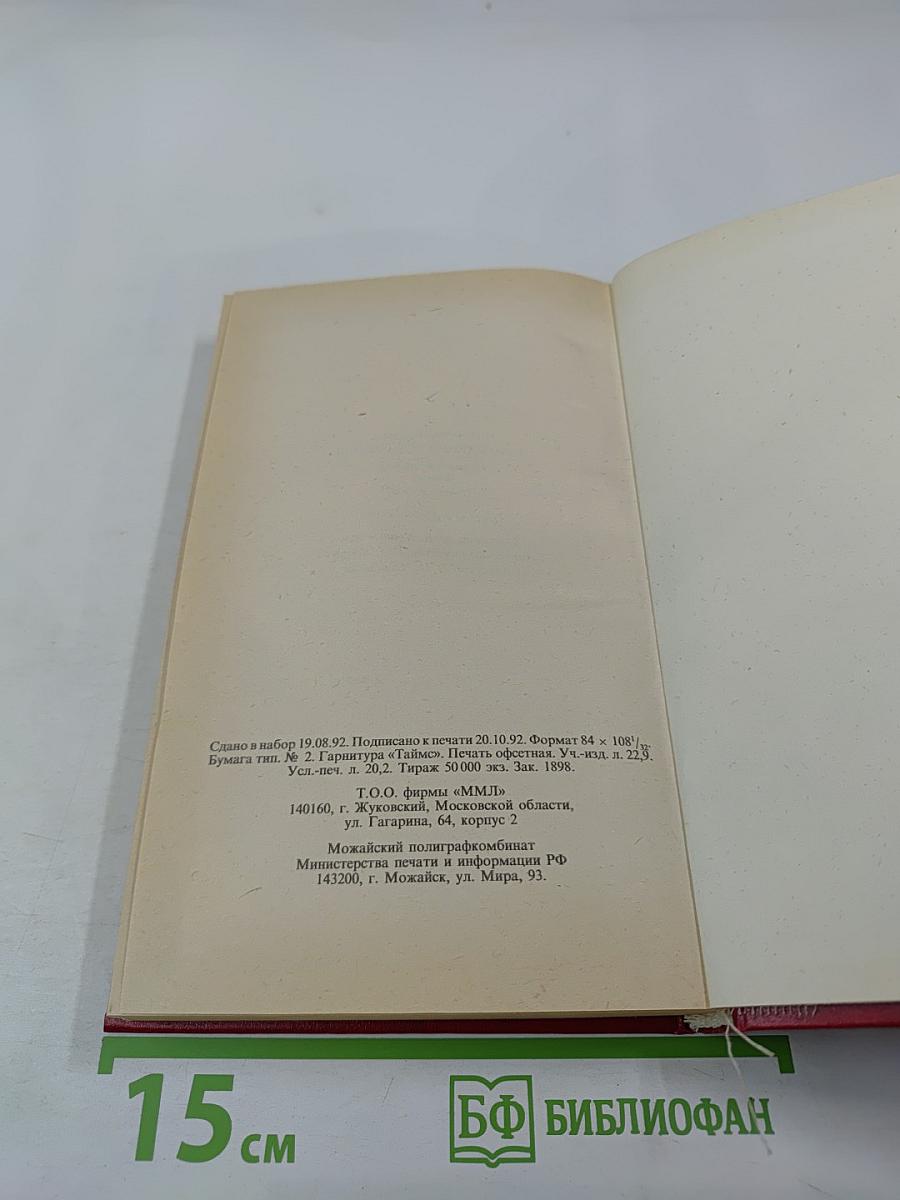 Сдано в набор 19.08.92. Подписано к печати 20.10.92. Формат 84 × 108¹/₃₂.
Бумага тип. № 2. Гарнитура «Таймс». Печать офсетная. Уч.-изд. л. 22,9.
Усл.-печ. л. 20,2. Тираж 50 000 экз. Зак. 1898.
Т.О.О. фирмы «ММЛ»
140160, г. Жуковский, Московской области,
ул. Гагарина, 64, корпус 2
Можайский полиграфкомбинат
Министерства печати и информации РФ
143200, г. Можайск, ул. Мира, 93.
15 см
БФ БИБЛИОФАН